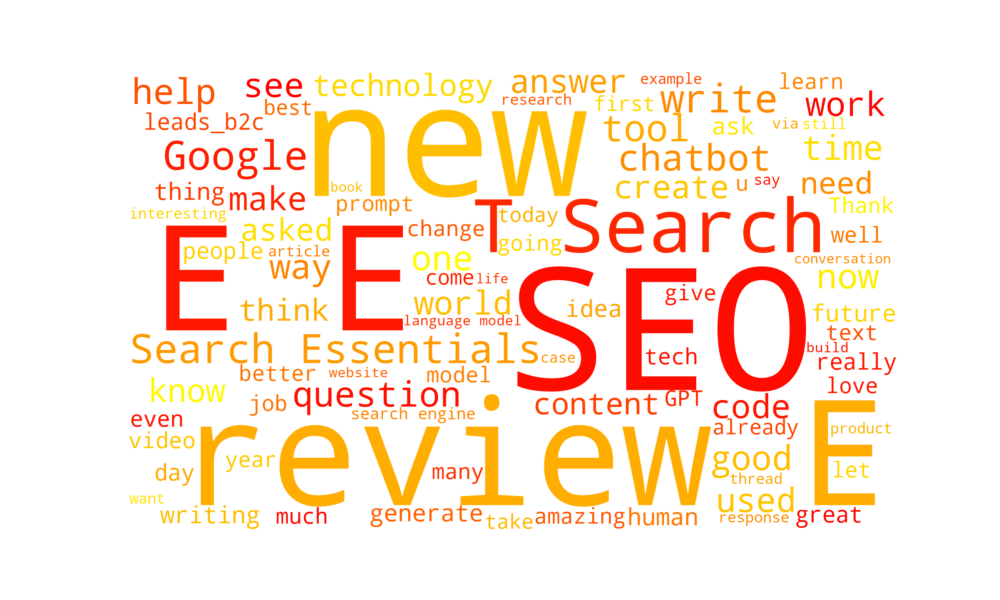 help
see
technology
answer
example
learn
leads_b2c
best
new
research
first
write
work
Google
tool
ask
via
still
chatbot
time
thing
make
book
prompt
create
u
say
need
interesting
Thank
asked
change
T
today
Search
well
people
article
E
E
going
way
one
conversation
come
life
now
think
world
language model
SEO
idea
give
future
text
Search Essentials
case
tech
build
really
better
website
model
know
job
question
search engine
content
GPT
code
love
even
already
video
review
E
product
day
year
many
good
let
thread
want
used
writing
much
generate
take
amazing
human
response
great